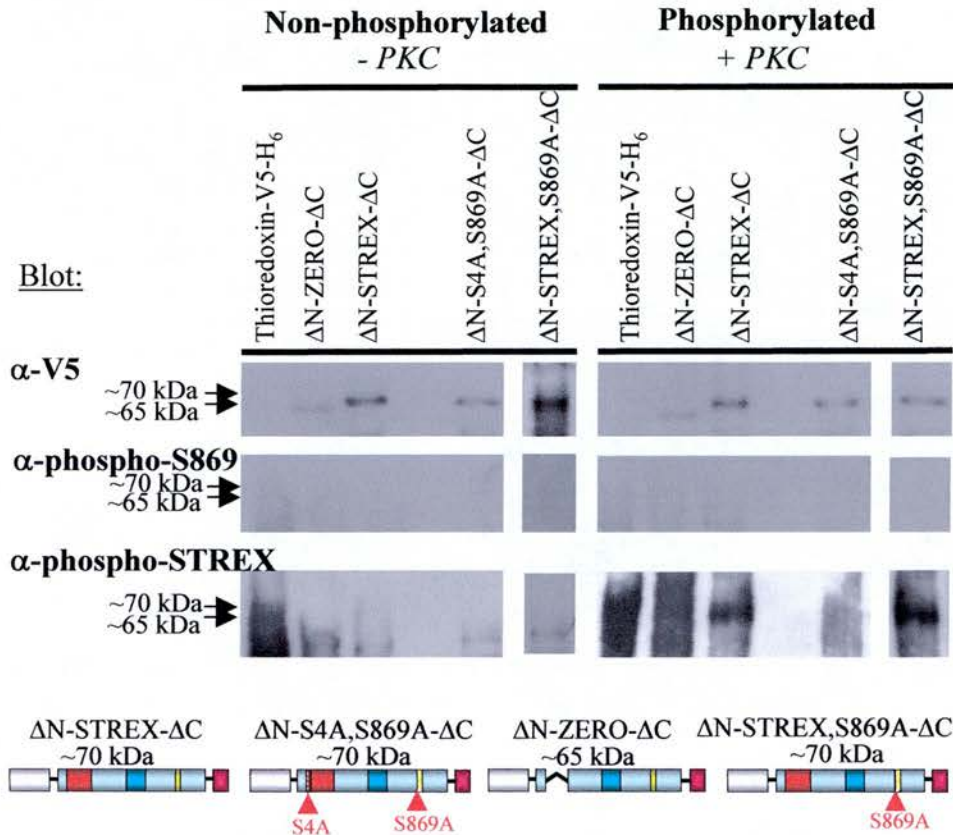 Non-phosphorylated
- PKC
Phosphorylated
+ PKC
Thioredoxin-V5-H6
ΔN-ZERO-ΔC
ΔN-STREX-ΔC
ΔN-S4A,S869A-ΔC
ΔN-STREX,S869A-ΔC
Thioredoxin-V5-H6
ΔN-ZERO-ΔC
ΔN-STREX-ΔC
ΔN-S4A,S869A-ΔC
ΔN-STREX,S869A-ΔC
Blot:
α-V5
~70 kDa
~65 kDa
α-phospho-S869
~70 kDa
~65 kDa
α-phospho-STREX
~70 kDa
~65 kDa
ΔN-STREX-ΔC
~70 kDa
ΔN-S4A,S869A-ΔC
~70 kDa
S4A
S869A
ΔN-ZERO-ΔC
~65 kDa
ΔN-STREX,S869A-ΔC
~70 kDa
S869A